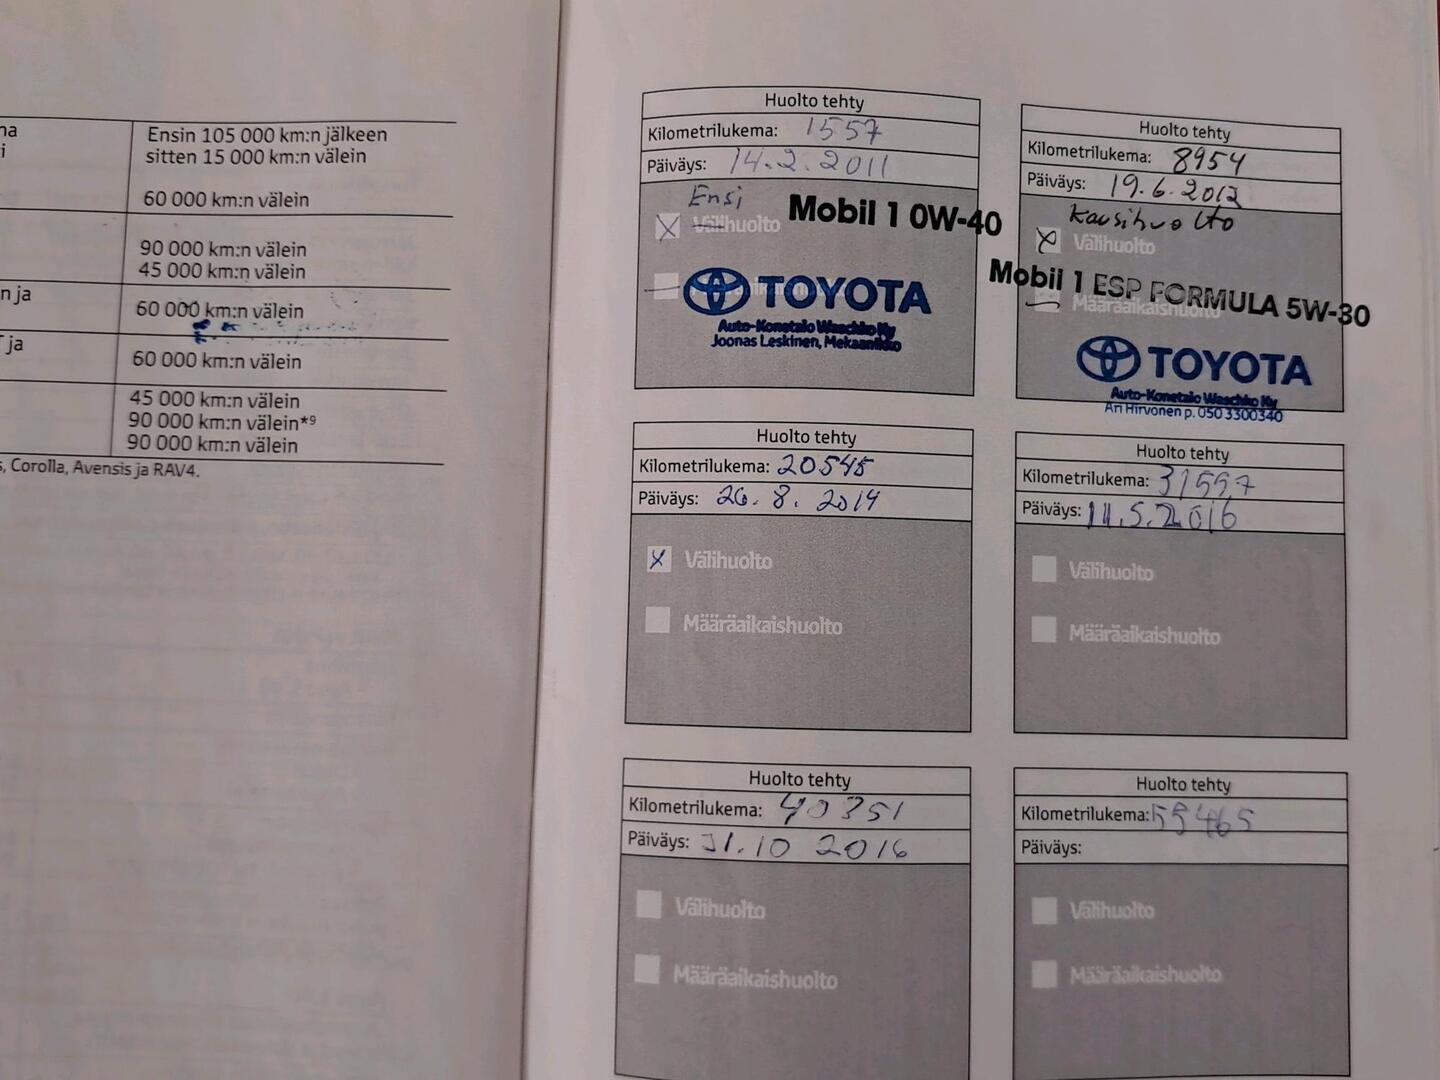 na
i
Ensin 105 000 km:n jälkeen
sitten 15 000 km:n välein
60 000 km:n välein
90 000 km:n välein
45 000 km:n välein
n ja
60 000 km:n välein
ja
60 000 km:n välein
45 000 km:n välein
90 000 km:n välein*9
90 000 km:n välein
s, Corolla, Avensis ja RAV4.
Huolto tehty
Kilometrilukema: 1557
Päiväys: 14.2.2011
Ensi
Välihuolto
Mobil 1 0W-40
TOYOTA
Auto-Konetalo Waschko Ky
Joonas Leskinen, Mekaanikko
Huolto tehty
Kilometrilukema: 8954
Päiväys: 19.6.2012
Kausihuolto
Välihuolto
Mobil 1 ESP FORMULA 5W-30
Määräaikaishuolto
TOYOTA
Auto-Konetalo Waschko Ky
Ari Hirvonen p. 050 3300340
Huolto tehty
Kilometrilukema: 20545
Päiväys: 26.8.2014
Välihuolto
Määräaikaishuolto
Huolto tehty
Kilometrilukema: 31557
Päiväys: 11.5.2016
Välihuolto
Määräaikaishuolto
Huolto tehty
Kilometrilukema: 40351
Päiväys: 31.10 2016
Välihuolto
Määräaikaishuolto
Huolto tehty
Kilometrilukema: 55465
Päiväys:
Välihuolto
Määräaikaishuolto